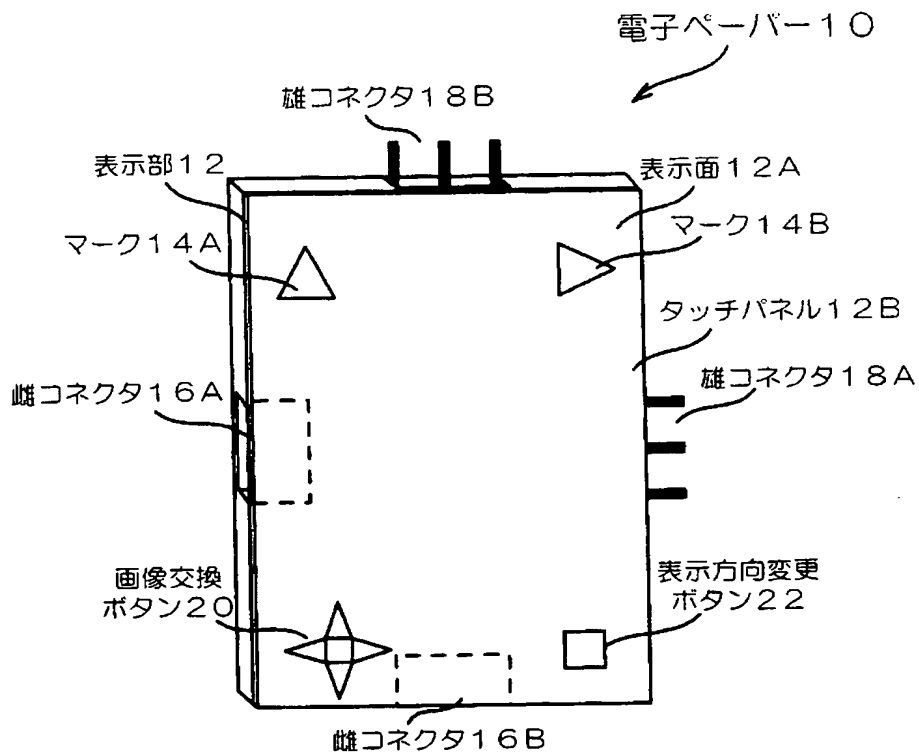 電子ペーパー１０
雄コネクタ１８Ｂ
表示部１２
表示面１２Ａ
マーク１４Ａ
マーク１４Ｂ
タッチパネル１２Ｂ
雌コネクタ１６Ａ
雄コネクタ１８Ａ
画像交換
ボタン２０
表示方向変更
ボタン２２
雌コネクタ１６Ｂ